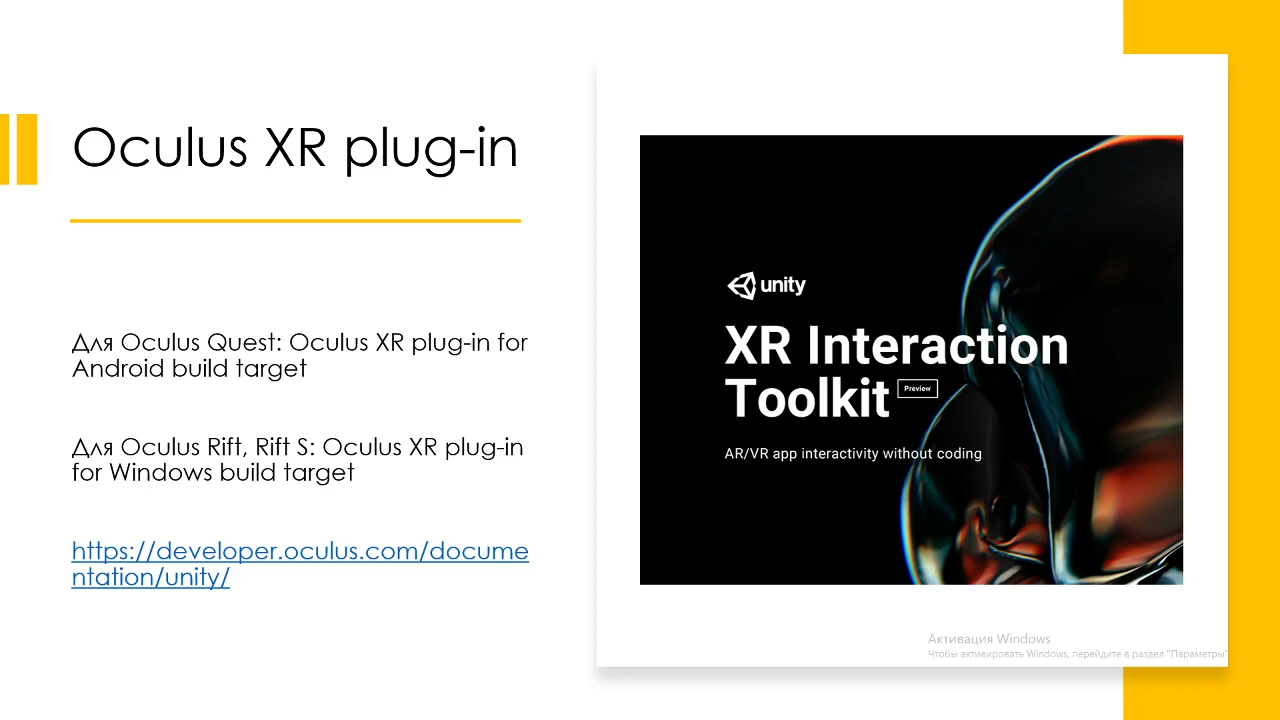 Oculus XR plug-in
Для Oculus Quest: Oculus XR plug-in for
Android build target
Для Oculus Rift, Rift S: Oculus XR plug-in
for Windows build target
https://developer.oculus.com/docume
ntation/unity/
unity
XR Interaction
Toolkit Preview
AR/VR app interactivity without coding
Активация Windows
Чтобы активировать Windows, перейдите в раздел "Параметры"